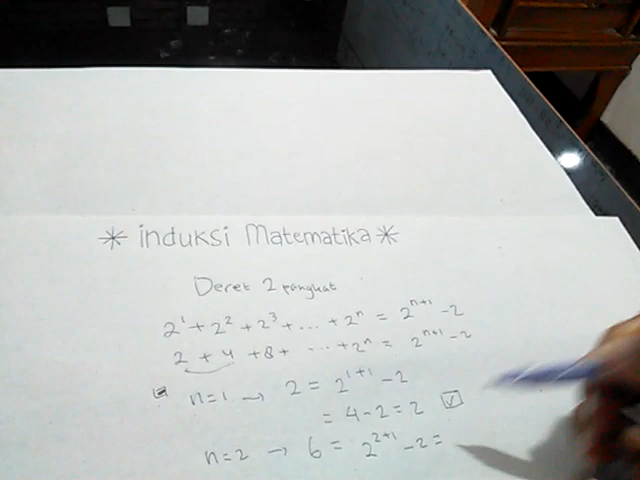 * induksi Matematika *
Deret 2 pangkat
2¹ + 2² + 2³ + ... + 2ⁿ = 2ⁿ⁺¹ - 2
2 + 4 + 8 + ... + 2ⁿ = 2ⁿ⁺¹ - 2
n=1 → 2 = 2¹⁺¹ - 2
= 4 - 2 = 2 ☑
n=2 → 6 = 2²⁺¹ - 2 =